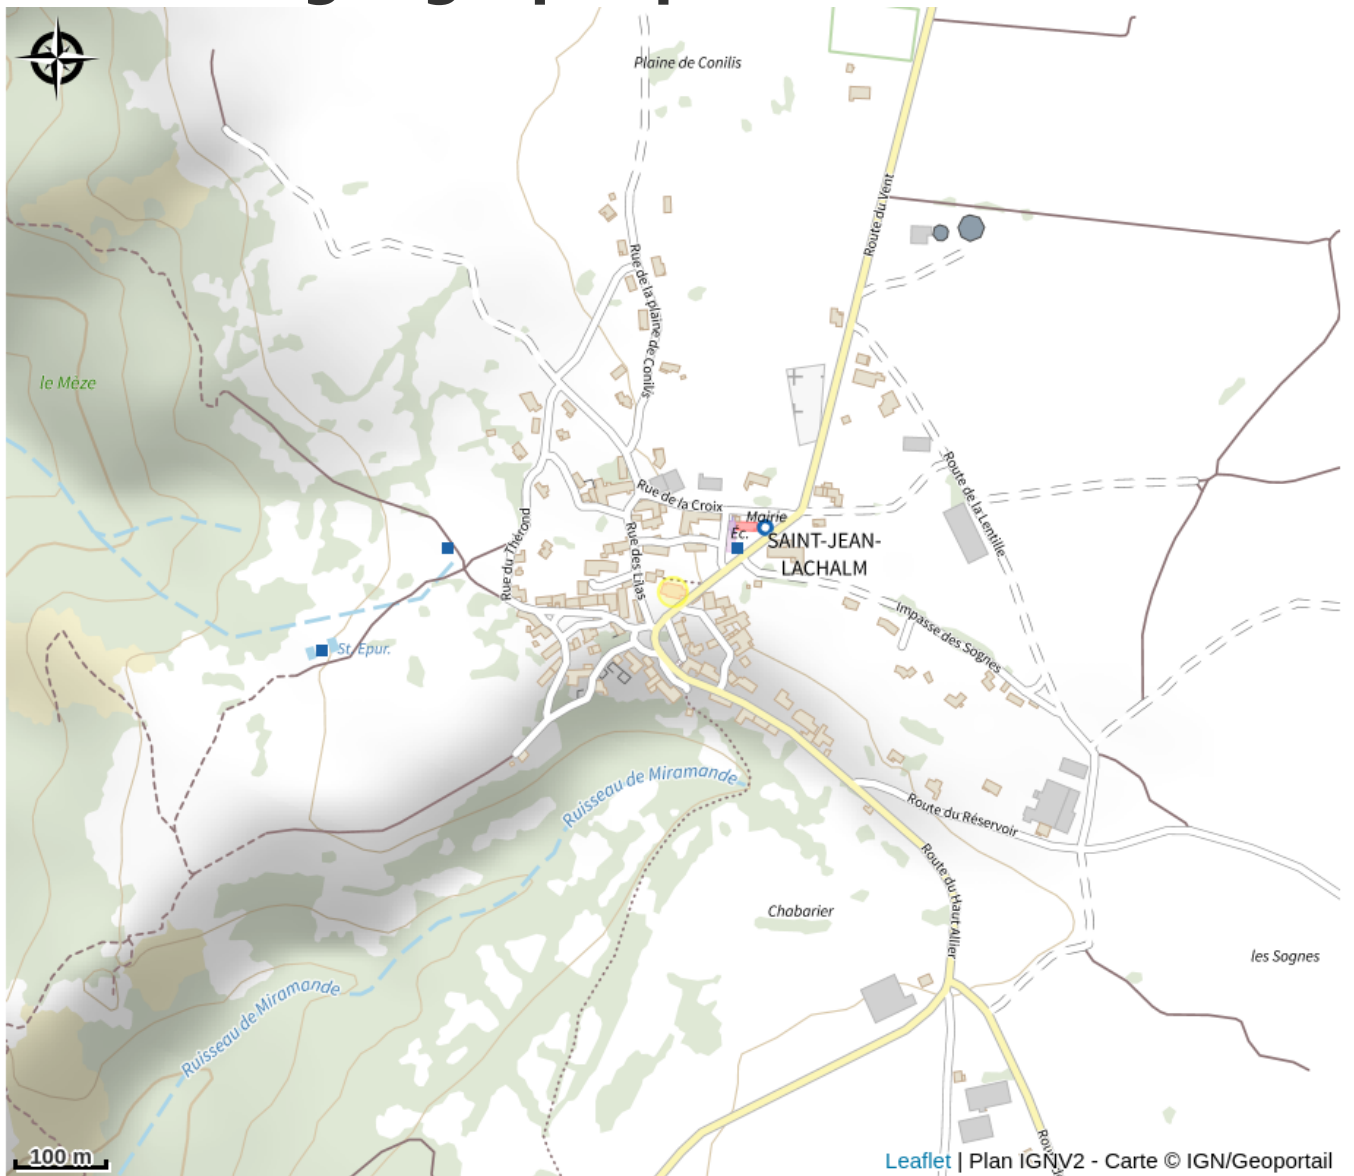 Plaine de Conilis
Route du Vent
Rue de la plaine de Conilis
le Mèze
Rue de la Croix
Mairie
Éc.
SAINT-JEAN-
LACHALM
Route de la Lentille
Rue du Thérond
Rue des Lilas
Impasse des Sognes
St. Epur.
Ruisseau de Miramande
Route du Réservoir
Route du Haut Allier
Chabarier
les Sognes
Ruisseau de Miramande
100 m
Leaflet | Plan IGNV2 - Carte © IGN/Geoportail